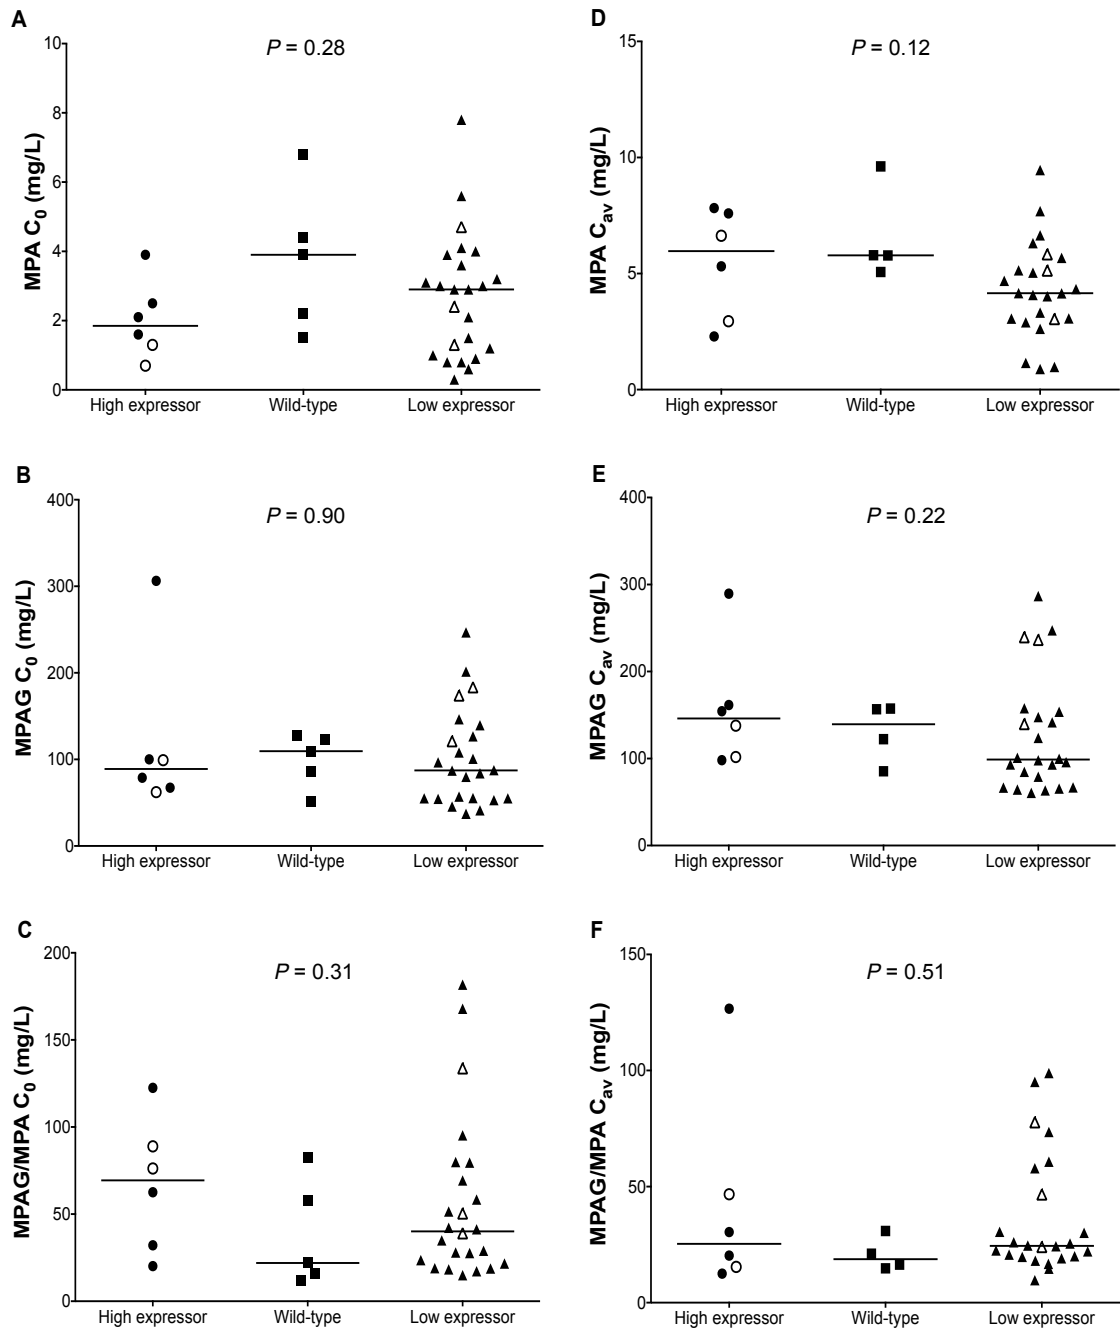 A
P = 0.28
MPA C0 (mg/L)
10
8
6
4
2
0
High expressor Wild-type Low expressor
D
P = 0.12
MPA Cav (mg/L)
15
10
5
0
High expressor Wild-type Low expressor
B
P = 0.90
MPAG C0 (mg/L)
400
300
200
100
0
High expressor Wild-type Low expressor
E
P = 0.22
MPAG Cav (mg/L)
400
300
200
100
0
High expressor Wild-type Low expressor
C
P = 0.31
MPAG/MPA C0 (mg/L)
200
150
100
50
0
High expressor Wild-type Low expressor
F
P = 0.51
MPAG/MPA Cav (mg/L)
150
100
50
0
High expressor Wild-type Low expressor